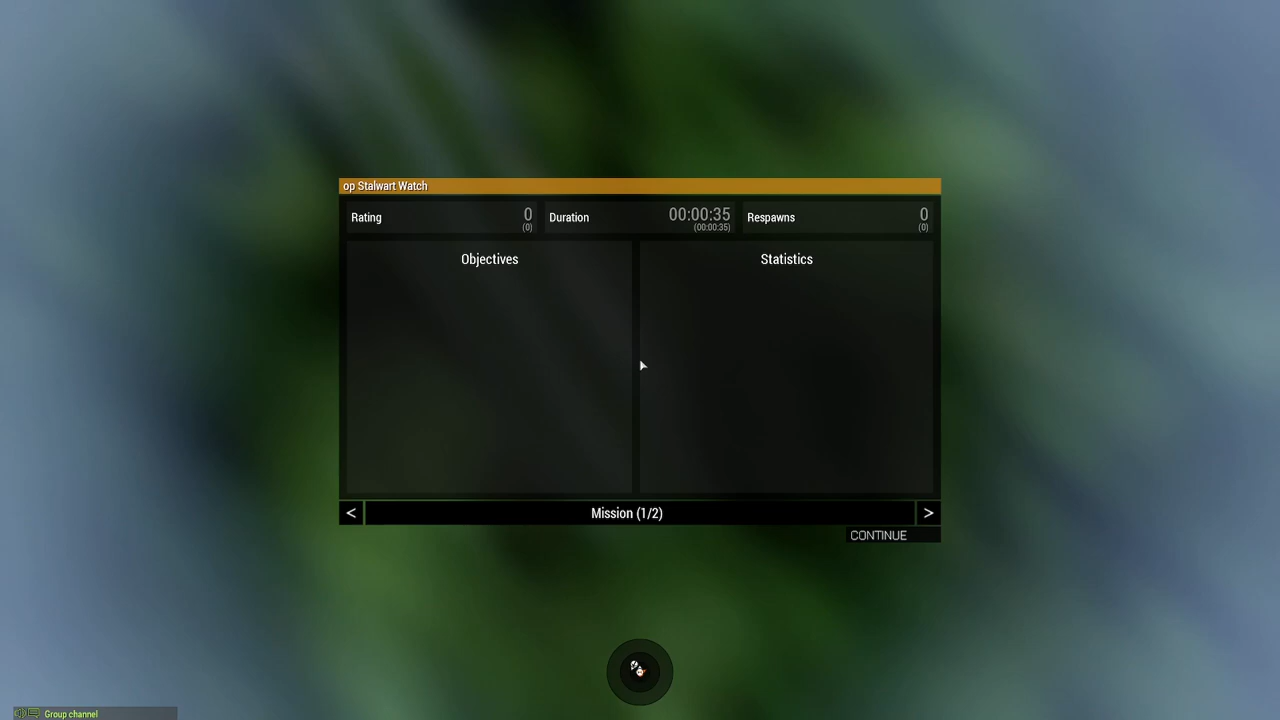 op Stalwart Watch
Rating 0 (0)
Duration 00:00:35 (00:00:35)
Respawns 0 (0)
Objectives
Statistics
< Mission (1/2) >
CONTINUE
Group channel